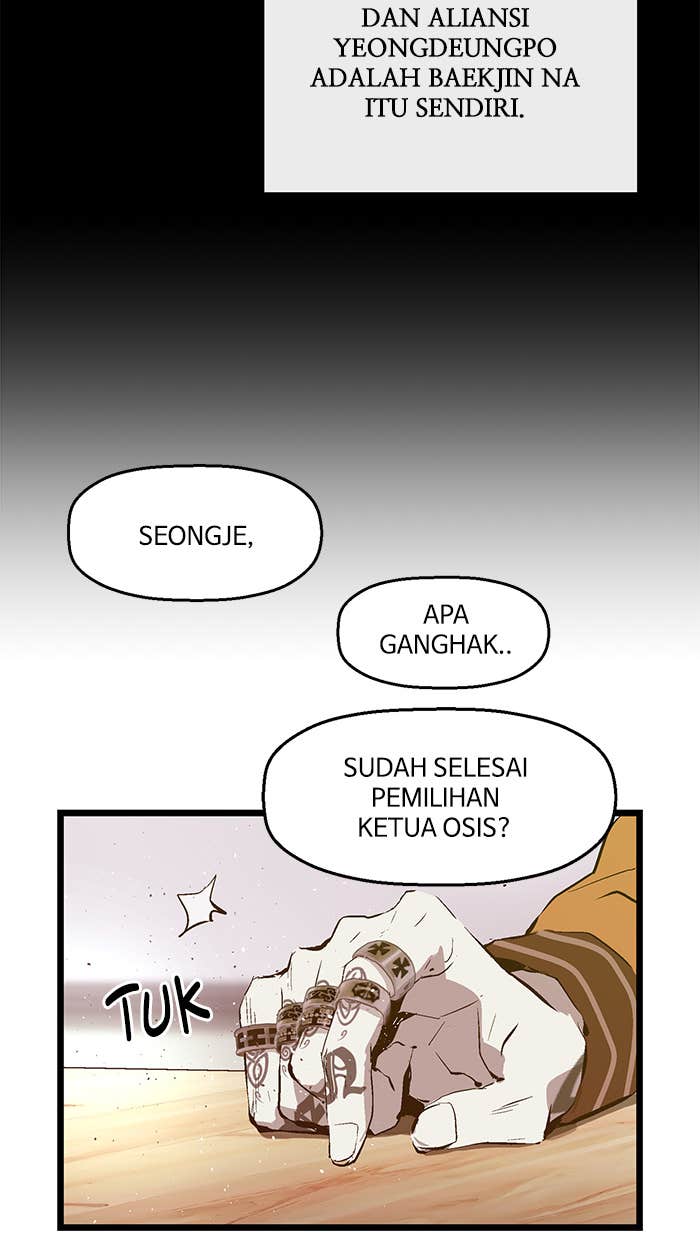 DAN ALIANSI
YEONGDEUNGPO
ADALAH BAEKJIN NA
ITU SENDIRI.
SEONGJE,
APA
GANGHAK..
SUDAH SELESAI
PEMILIHAN
KETUA OSIS?
TUK